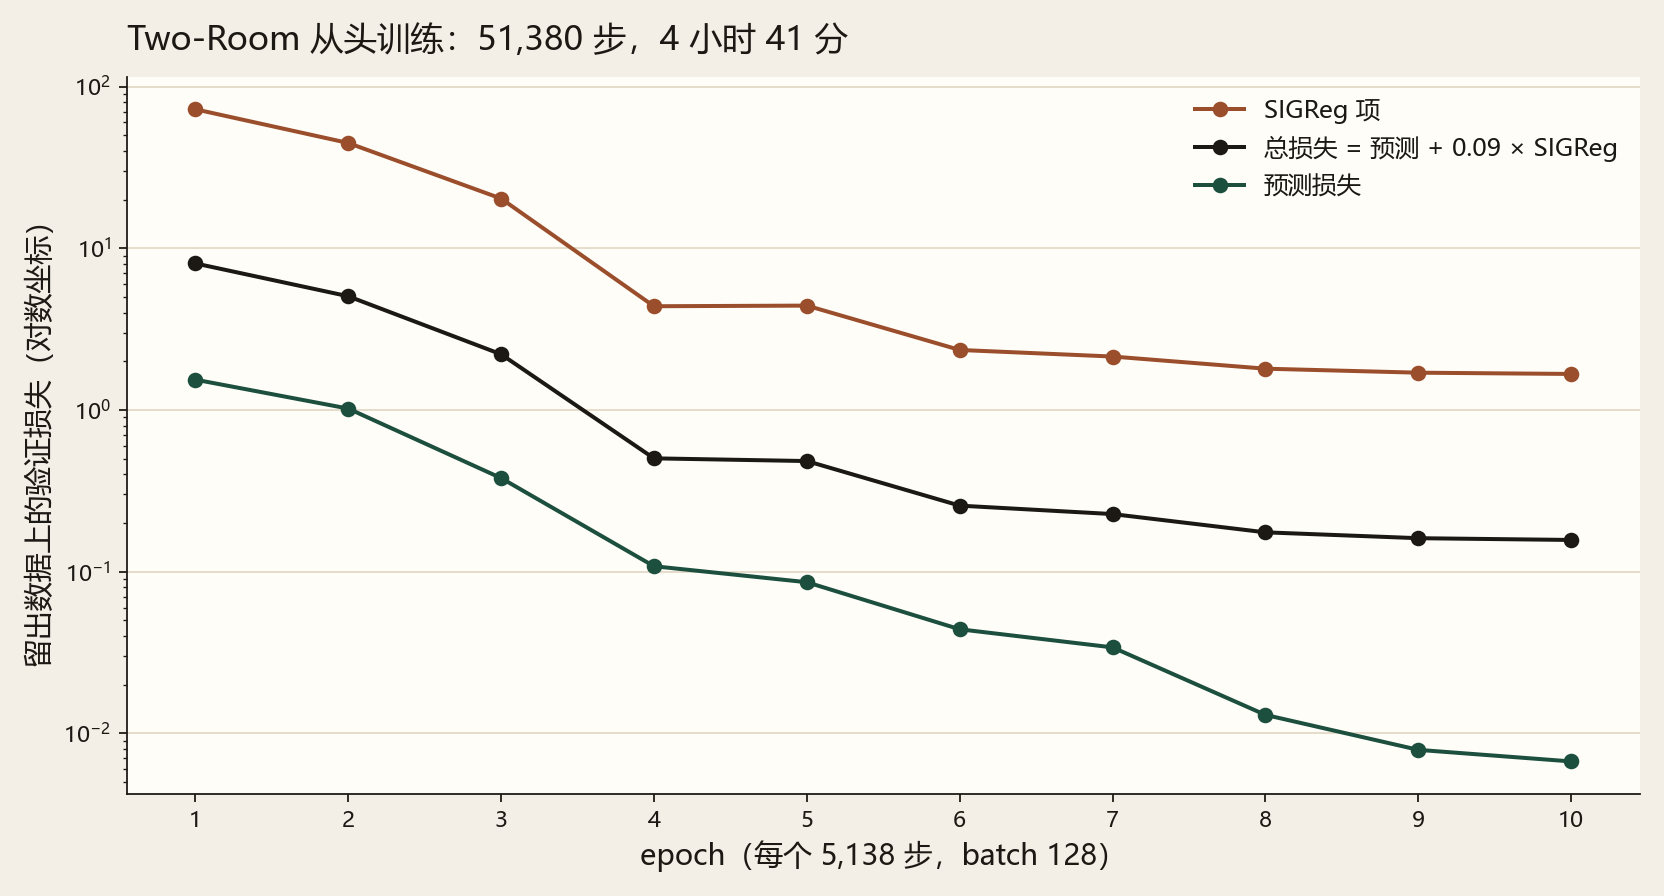 Two-Room 从头训练：51,380 步，4 小时 41 分
SIGReg 项
总损失 = 预测 + 0.09 × SIGReg
预测损失
留出数据上的验证损失（对数坐标）
10²
10¹
10⁰
10⁻¹
10⁻²
1 2 3 4 5 6 7 8 9 10
epoch（每个 5,138 步，batch 128）